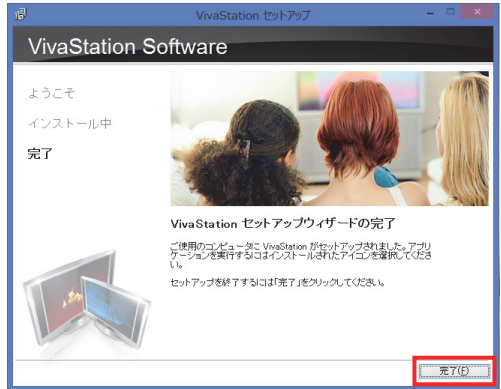 VivaStation セットアップ
VivaStation Software
ようこそ
インストール中
完了
VivaStation セットアップウィザードの完了
ご使用のコンピュータに VivaStation がセットアップされました。アプリ
ケーションを実行するにはインストールされたアイコンを選択してくださ
い。
セットアップを終了するには「完了」をクリックしてください。
完了(F)